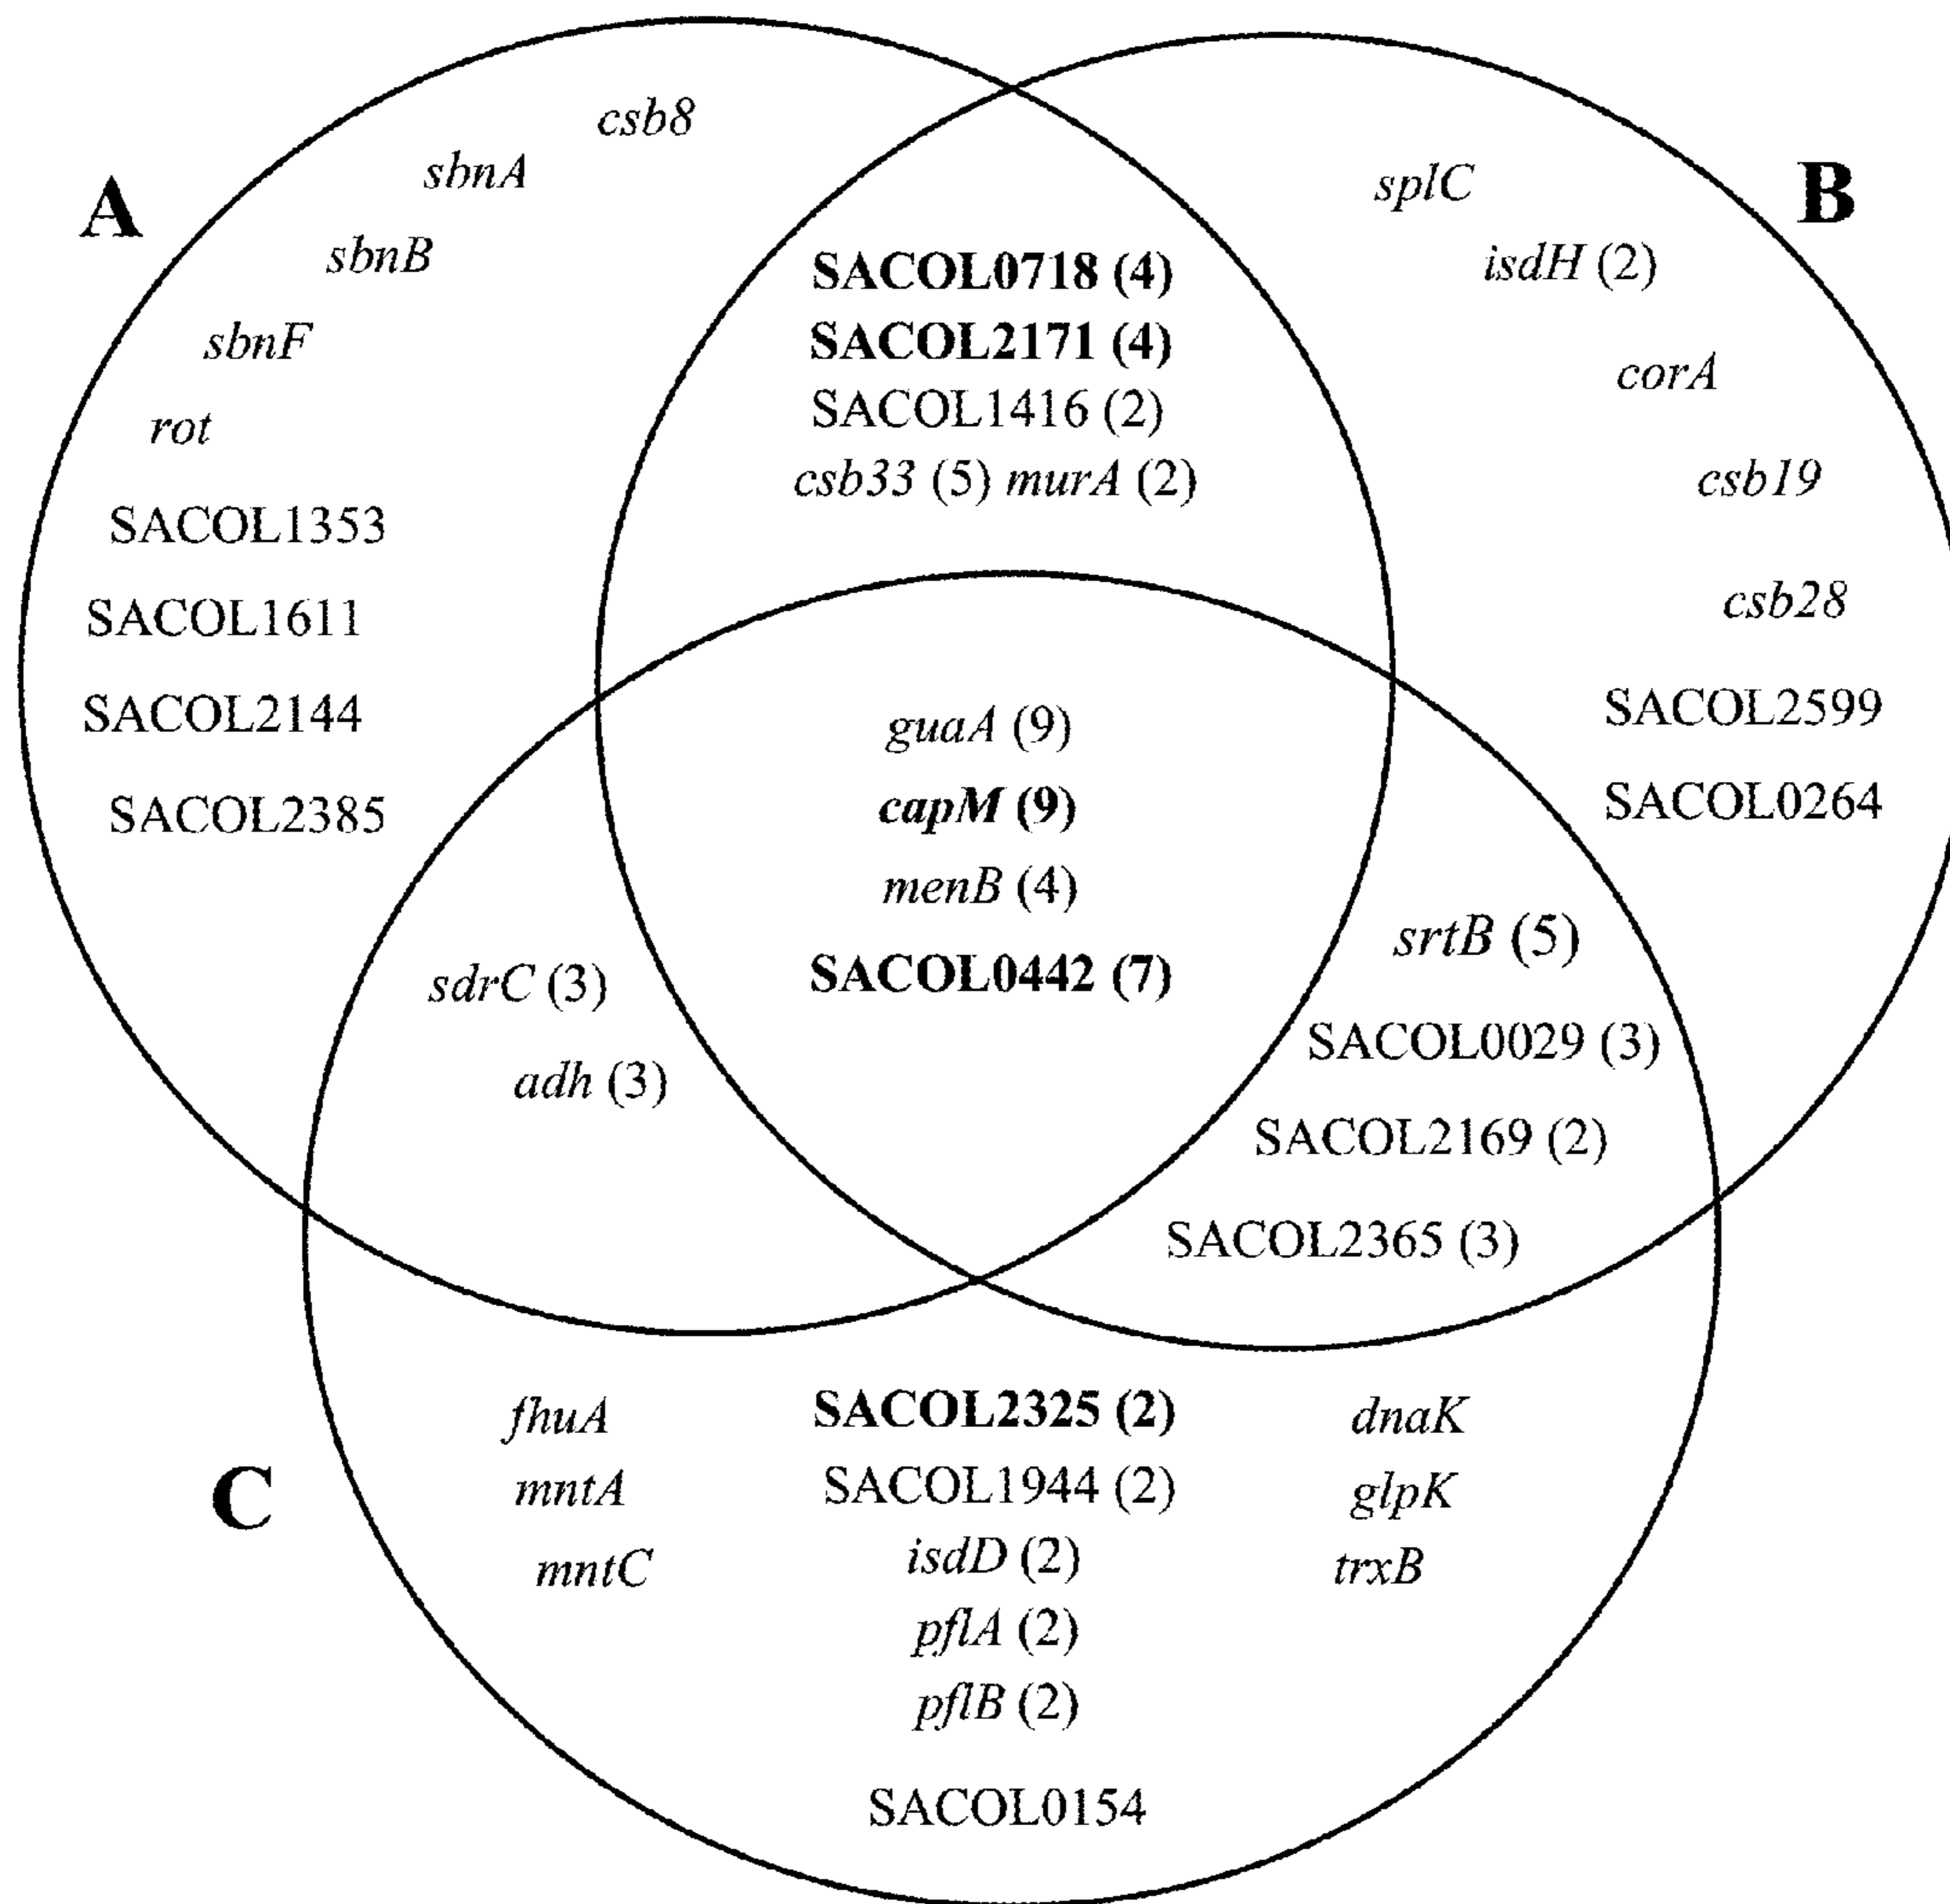 A
csb8
sbnA
sbnB
sbnF
rot
SACOL1353
SACOL1611
SACOL2144
SACOL2385
SACOL0718 (4)
SACOL2171 (4)
SACOL1416 (2)
csb33 (5) murA (2)
B
splC
isdH (2)
corA
csb19
csb28
SACOL2599
SACOL0264
guaA (9)
capM (9)
menB (4)
SACOL0442 (7)
sdrC (3)
adh (3)
srtB (5)
SACOL0029 (3)
SACOL2169 (2)
SACOL2365 (3)
C
fhuA
mntA
mntC
SACOL2325 (2)
SACOL1944 (2)
isdD (2)
pflA (2)
pflB (2)
SACOL0154
dnaK
glpK
trxB